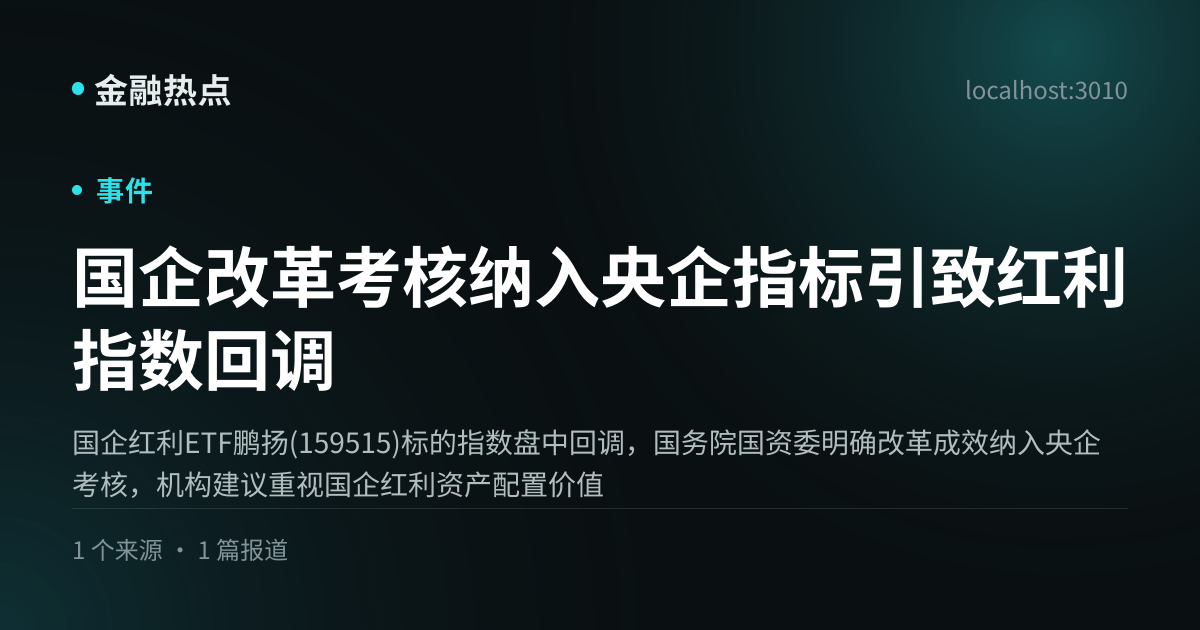 金融热点
localhost:3010
事件
国企改革考核纳入央企指标引致红利
指数回调
国企红利ETF鹏扬(159515)标的指数盘中回调，国务院国资委明确改革成效纳入央企
考核，机构建议重视国企红利资产配置价值
1 个来源 · 1 篇报道